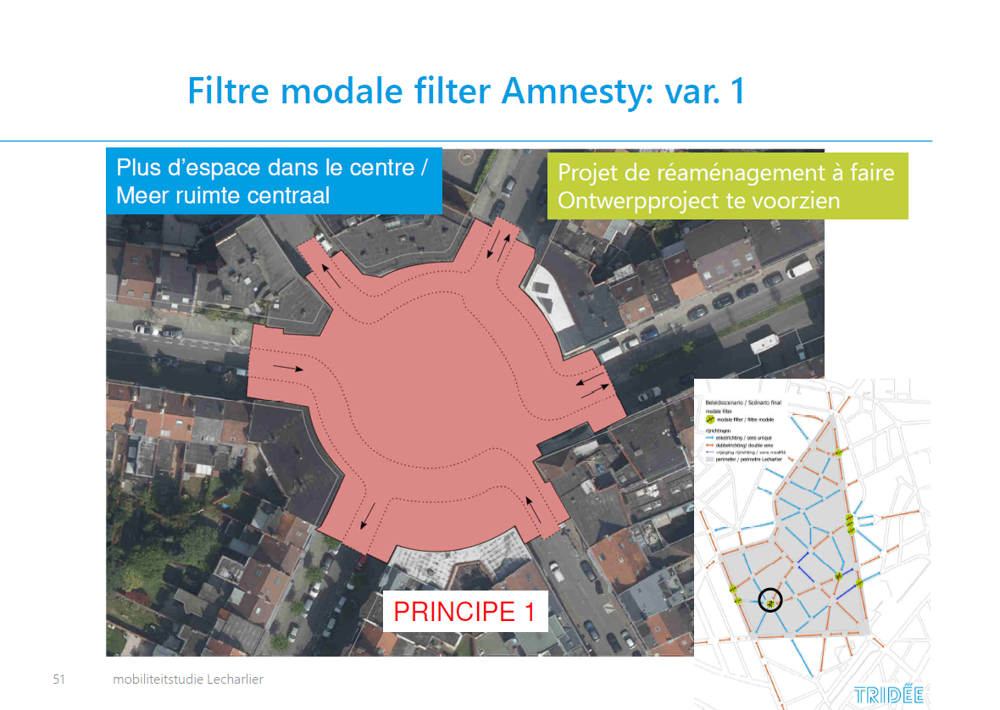 Filtre modale filter Amnesty: var. 1
Plus d'espace dans le centre /
Meer ruimte centraal
Projet de réaménagement à faire
Ontwerpproject te voorzien
Beleidsscenario / Scénario final
modale filter
modale filter / filtre modale
rijrichtingen
enkelrichting / sens unique
dubbelrichting/ double sens
wijziging rijrichting / sens modifié
perimeter / perimetre Lecharlier
PRINCIPE 1
51
mobiliteitstudie Lecharlier
TRIDÉE